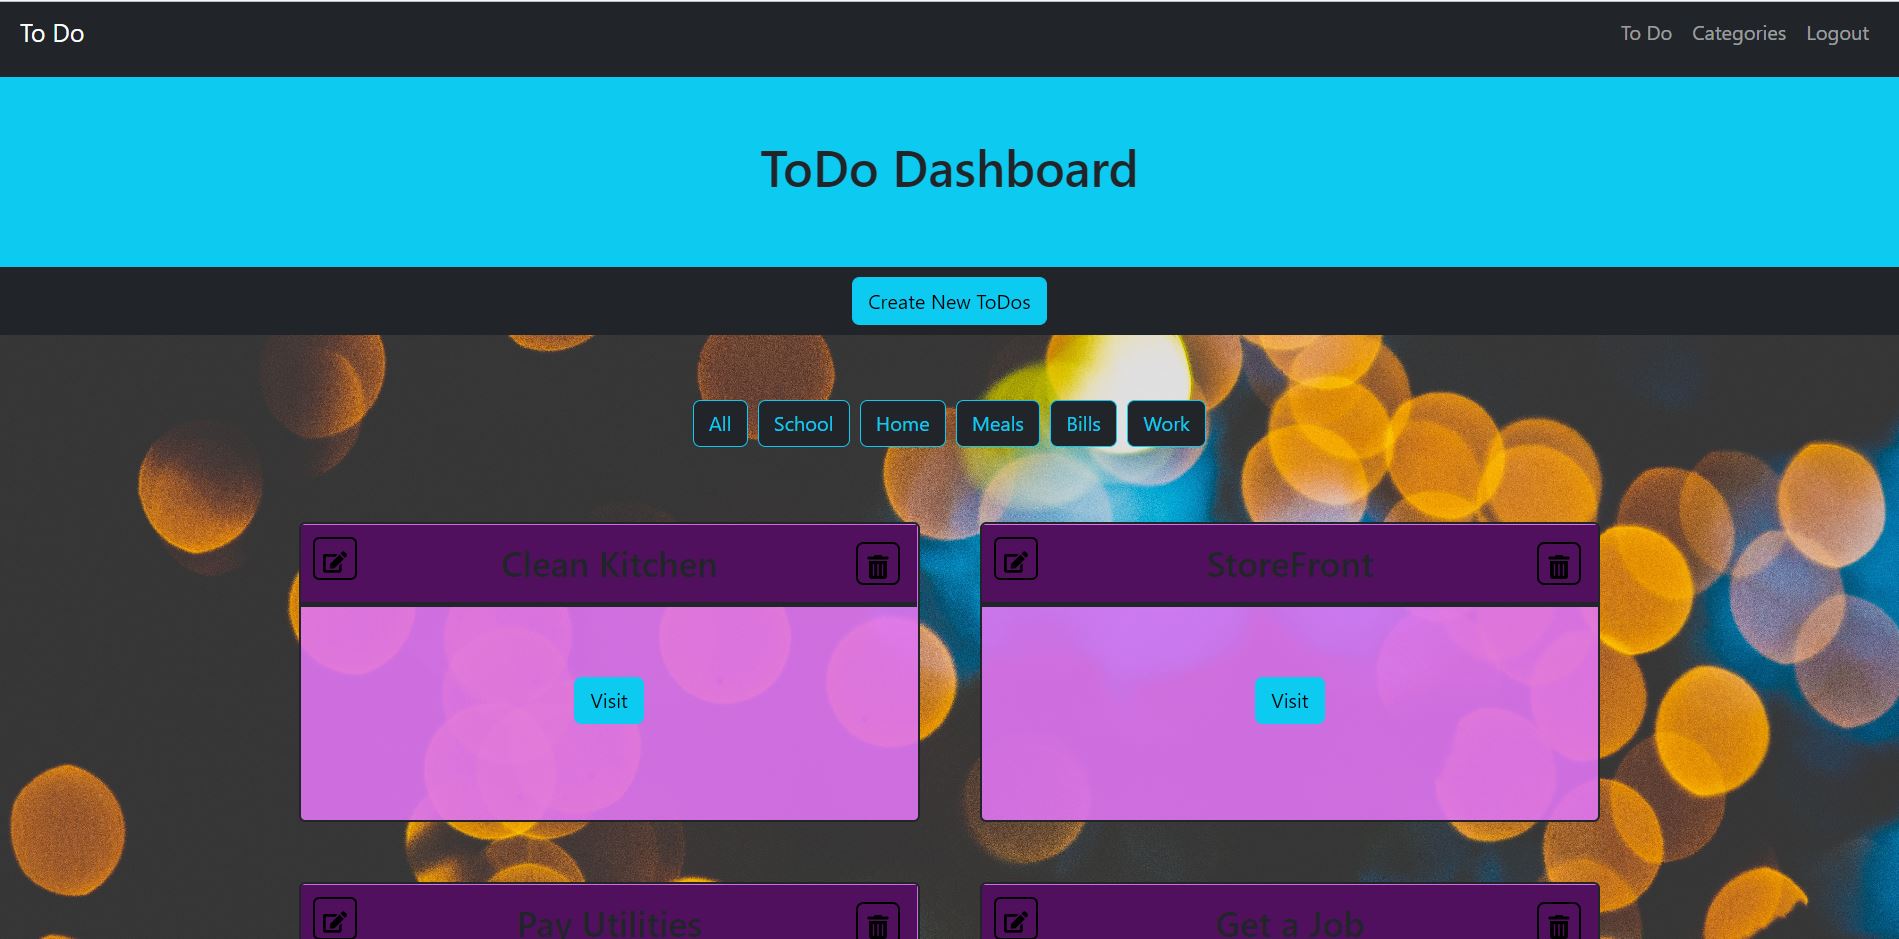 To Do
To Do Categories Logout
ToDo Dashboard
Create New ToDos
All School Home Meals Bills Work
Clean Kitchen
StoreFront
Visit
Visit
Pay Utilities
Get a Job